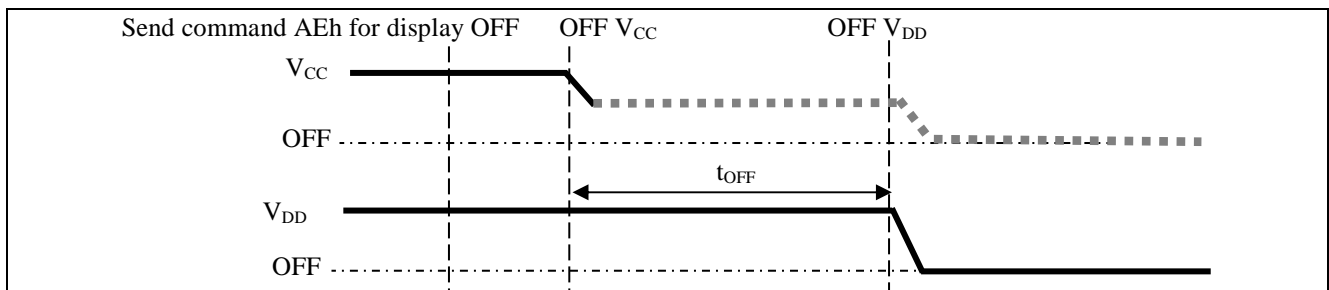 Send command AEh for display OFF OFF VCC OFF VDD
VCC
OFF
tOFF
VDD
OFF